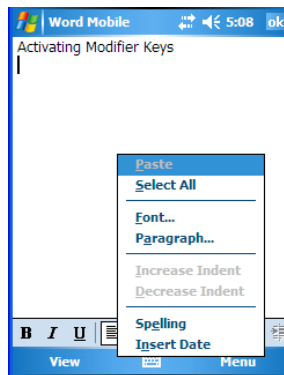 Word Mobile 5:08 ok
Activating Modifier Keys
Paste
Select All
Font...
Paragraph...
Increase Indent
Decrease Indent
Spelling
Insert Date
B I U
View Menu